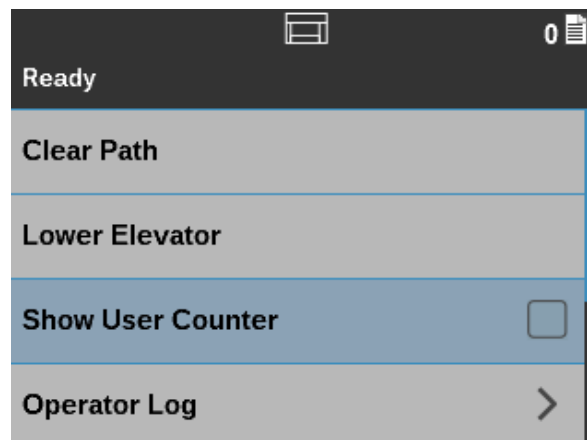 0
Ready
Clear Path
Lower Elevator
Show User Counter
Operator Log